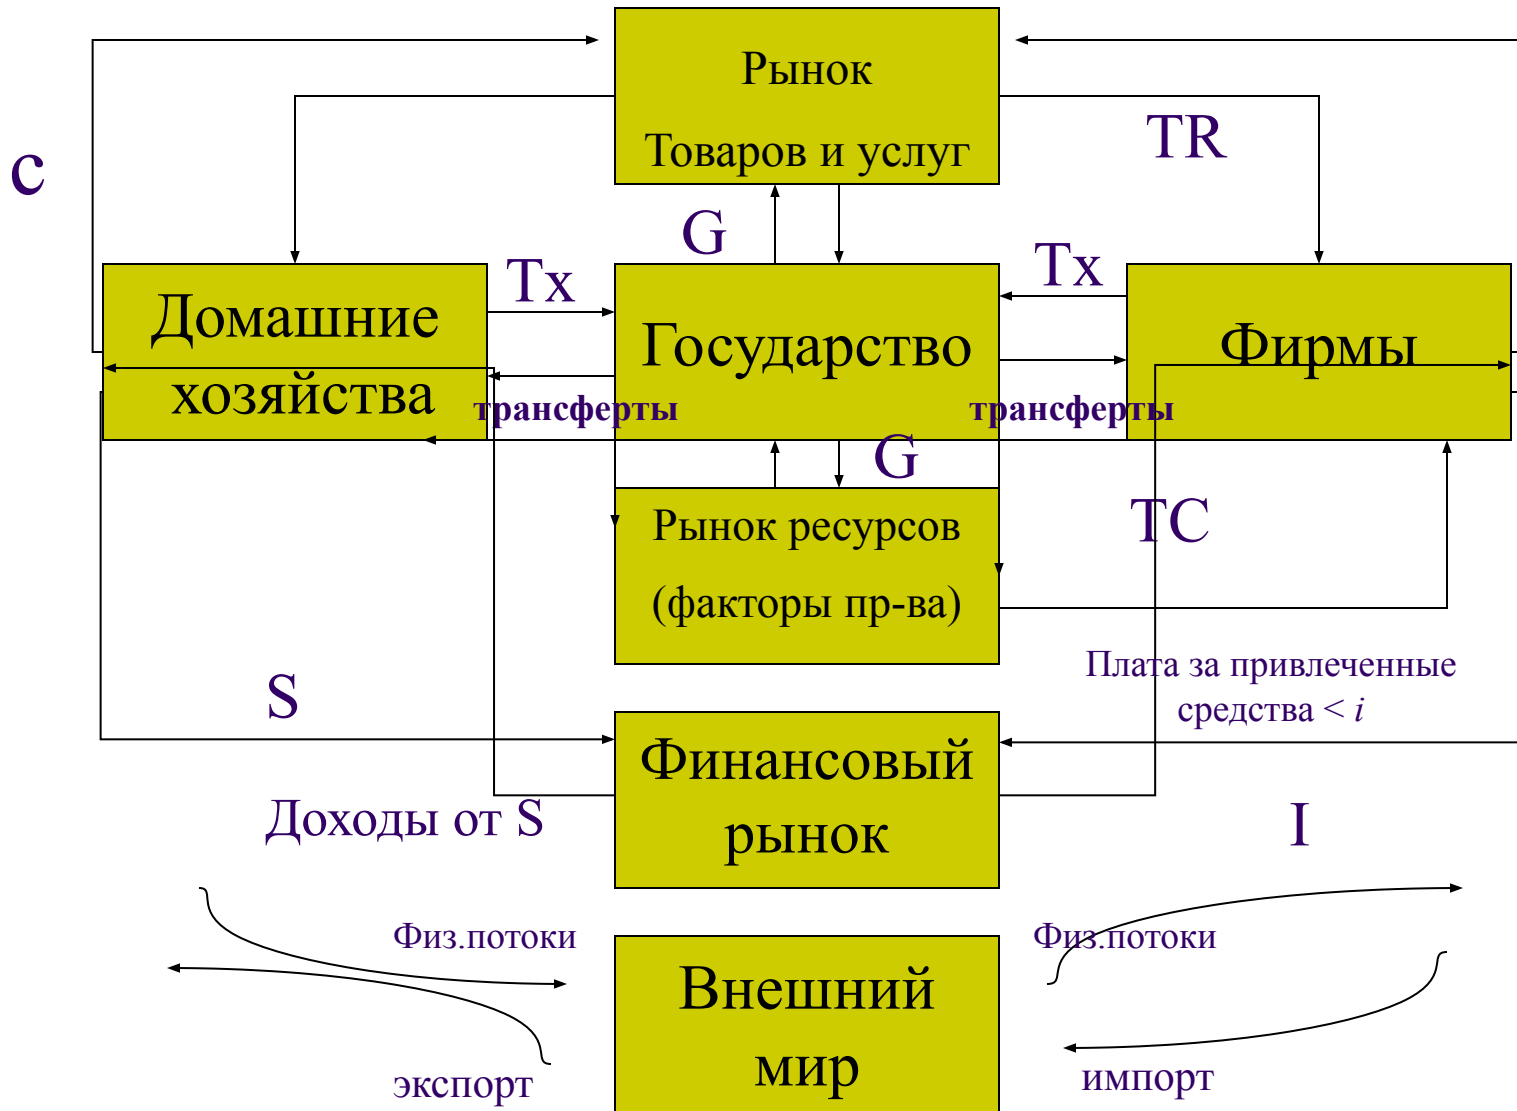 Рынок
Товаров и услуг
с
TR
G
Tx
Tx
Домашние
хозяйства
Государство
Фирмы
трансферты
трансферты
G
Рынок ресурсов
(факторы пр-ва)
TC
Плата за привлеченные
средства < i
S
Финансовый
рынок
Доходы от S
I
Физ.потоки
Физ.потоки
Внешний
мир
экспорт
импорт